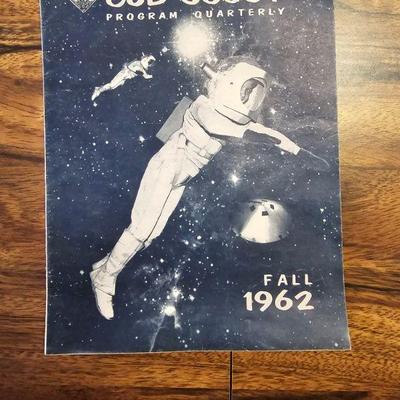 CUB SCOUT
PROGRAM QUARTERLY
FALL
1962